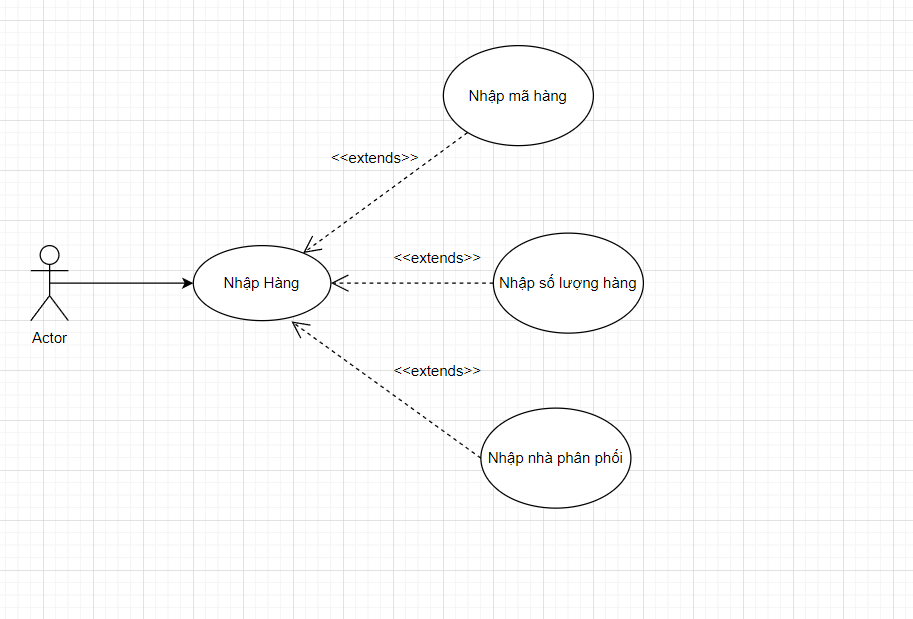 Nhập mã hàng
<<extends>>
<<extends>>
Nhập Hàng
Nhập số lượng hàng
Actor
<<extends>>
Nhập nhà phân phối